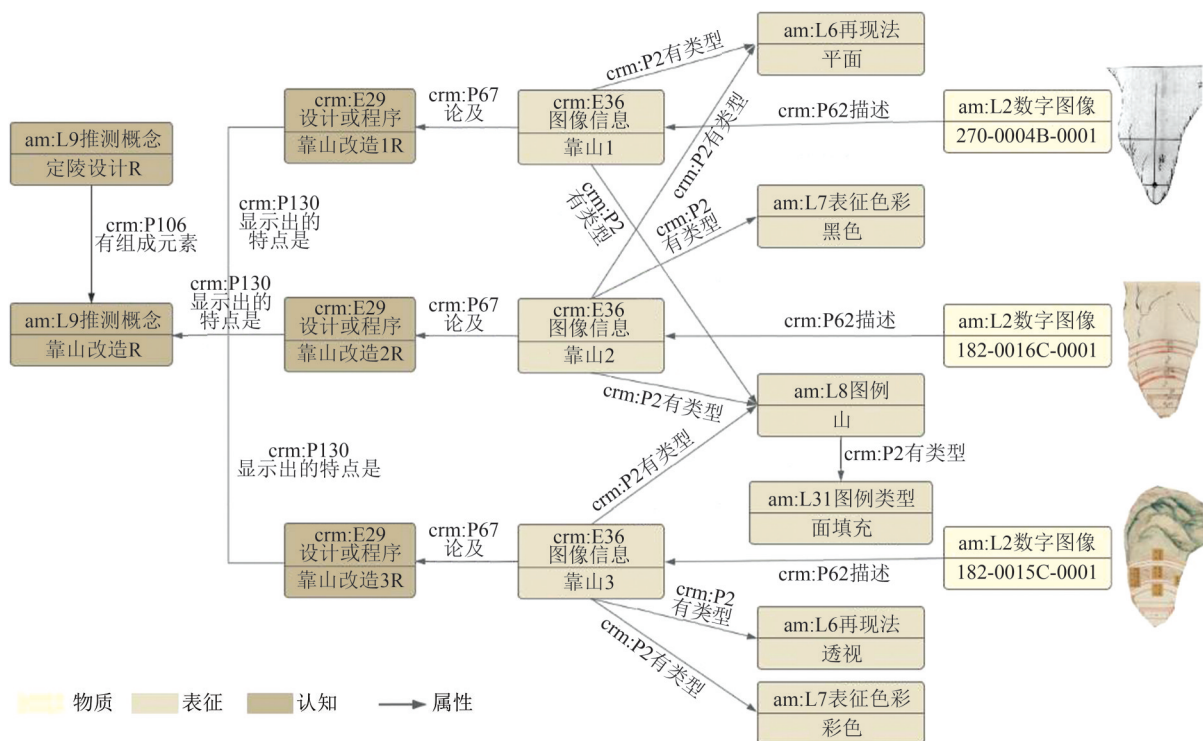 am:L6再现法
平面
crm:P2有类型
crm:E29
设计或程序
靠山改造1R
crm:P67
论及
crm:E36
图像信息
靠山1
crm:P62描述
am:L2数字图像
270-0004B-0001
am:L9推测概念
定陵设计R
crm:P2有类型
crm:P106
有组成元素
crm:P130
显示出的
特点是
crm:P2
有类型
crm:P2
有类型
am:L7表征色彩
黑色
crm:P130
显示出的
特点是
am:L9推测概念
靠山改造R
crm:E29
设计或程序
靠山改造2R
crm:P67
论及
crm:E36
图像信息
靠山2
crm:P62描述
am:L2数字图像
182-0016C-0001
crm:P2有类型
am:L8图例
山
crm:P130
显示出的特点是
crm:P2有类型
crm:P2有类型
am:L31图例类型
面填充
crm:E29
设计或程序
靠山改造3R
crm:P67
论及
crm:E36
图像信息
靠山3
crm:P62描述
am:L2数字图像
182-0015C-0001
crm:P2
有类型
am:L6再现法
透视
crm:P2有类型
am:L7表征色彩
彩色
物质
表征
认知
属性